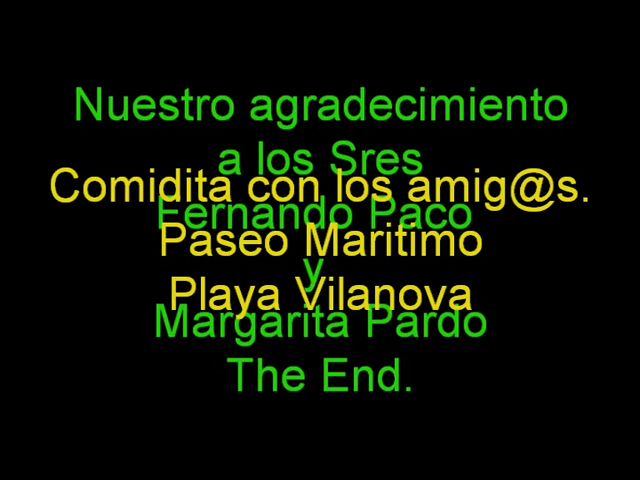 Nuestro agradecimiento
a los Sres
Comidita con los amig@s.
Fernando Paco
Paseo Maritimo
y
Playa Vilanova
Margarita Pardo
The End.